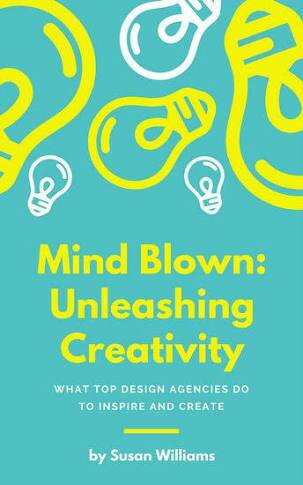 Mind Blown:
Unleashing
Creativity
WHAT TOP DESIGN AGENCIES DO
TO INSPIRE AND CREATE
by Susan Williams